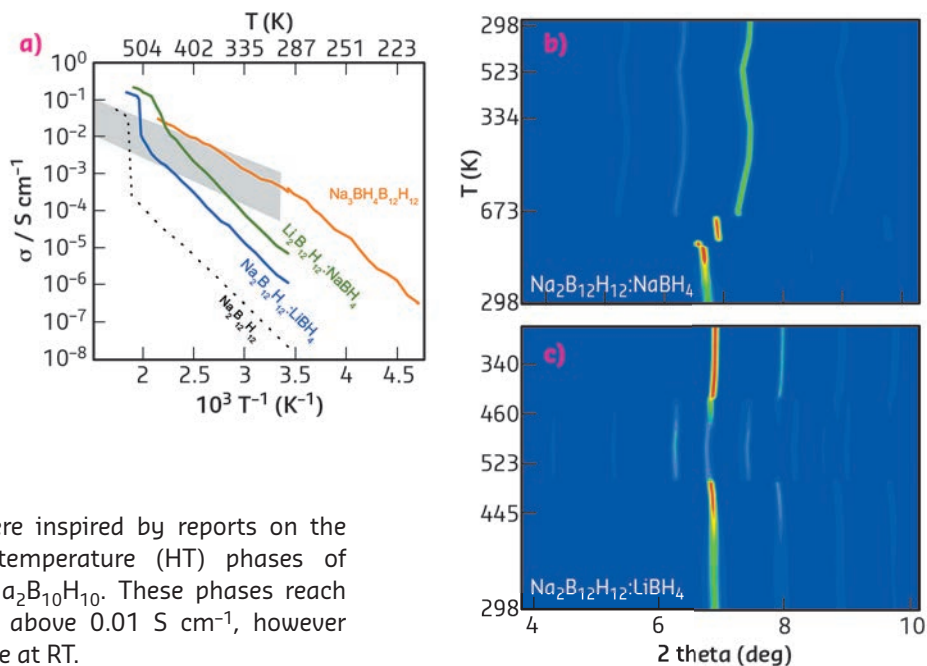 a)
T (K)
504 402 335 287 251 223
10⁰
10⁻¹
10⁻²
10⁻³
10⁻⁴
10⁻⁵
10⁻⁶
10⁻⁷
10⁻⁸
σ / S cm⁻¹
Na₃BH₄B₁₂H₁₂
Li₂B₁₂H₁₂:NaBH₄
Na₂B₁₂H₁₂:LiBH₄
Na₂B₁₂H₁₂
2 2.5 3 3.5 4 4.5
10³ T⁻¹ (K⁻¹)
b)
298
523
334
673
298
T (K)
Na₂B₁₂H₁₂:NaBH₄
c)
340
460
523
445
298
Na₂B₁₂H₁₂:LiBH₄
4 6 8 10
2 theta (deg)
ere inspired by reports on the
temperature (HT) phases of
a₂B₁₀H₁₀. These phases reach
above 0.01 S cm⁻¹, however
e at RT.